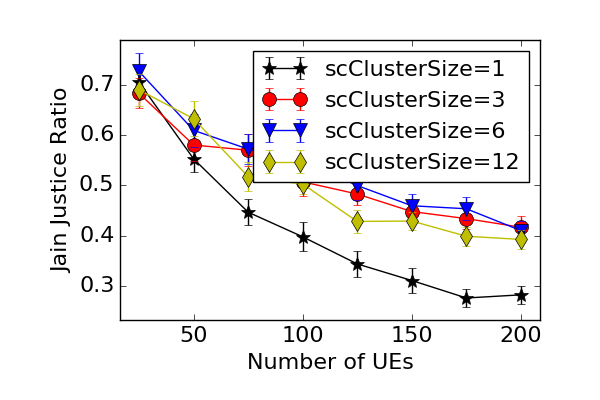 scClusterSize=1
scClusterSize=3
scClusterSize=6
scClusterSize=12
Jain Justice Ratio
0.7
0.6
0.5
0.4
0.3
50
100
150
200
Number of UEs